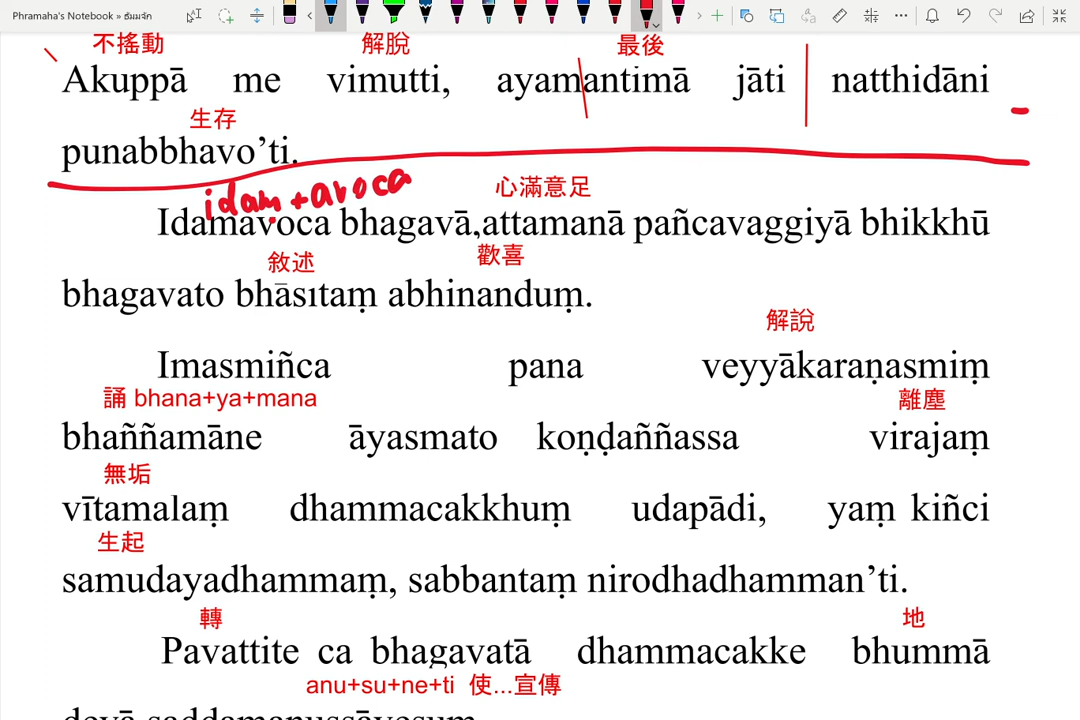 Phramaha's Notebook » ธัมมจัก
不搖動 解脫 最後
Akuppā me vimutti, ayamantimā jāti natthidāni
生存
punabbhavo’ti.
idaṃ+avoca 心滿意足
Idamavoca bhagavā,attamanā pañcavaggiyā bhikkhū
敘述 歡喜
bhagavato bhāsitaṃ abhinanduṃ.
解說
Imasmiñca pana veyyākaraṇasmiṃ
誦 bhana+ya+mana 離塵
bhaññamāne āyasmato koṇḍaññassa virajaṃ
無垢
vītamalaṃ dhammacakkhuṃ udapādi, yaṃ kiñci
生起
samudayadhammaṃ, sabbantaṃ nirodhadhamman’ti.
轉 地
Pavattite ca bhagavatā dhammacakke bhummā
anu+su+ne+ti 使...宣傳
devā saddamanussāvesuṃ